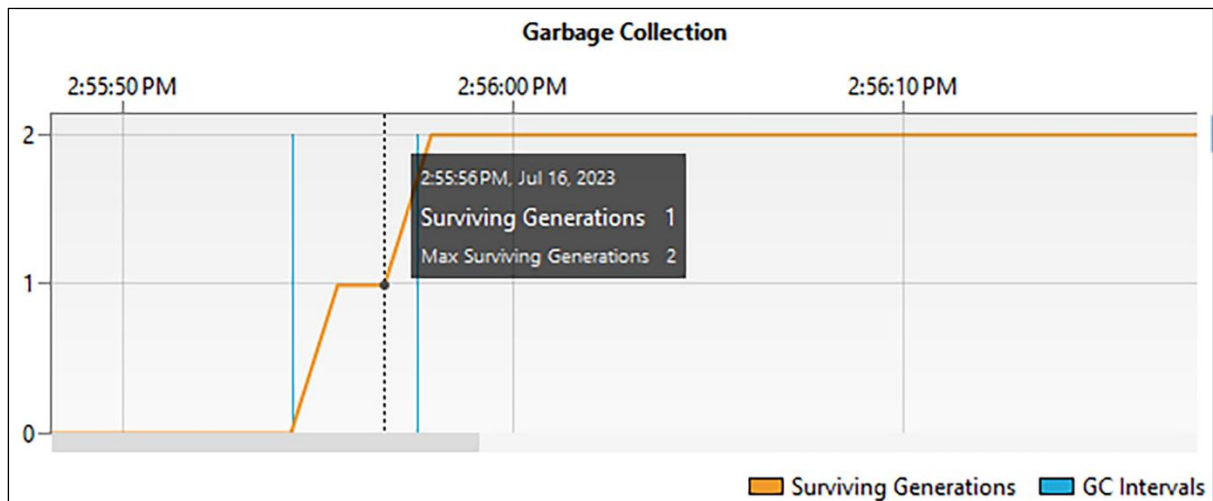 Garbage Collection
2:55:50 PM 2:56:00 PM 2:56:10 PM
2
2:55:56 PM, Jul 16, 2023
Surviving Generations 1
Max Surviving Generations 2
1
0
Surviving Generations GC Intervals